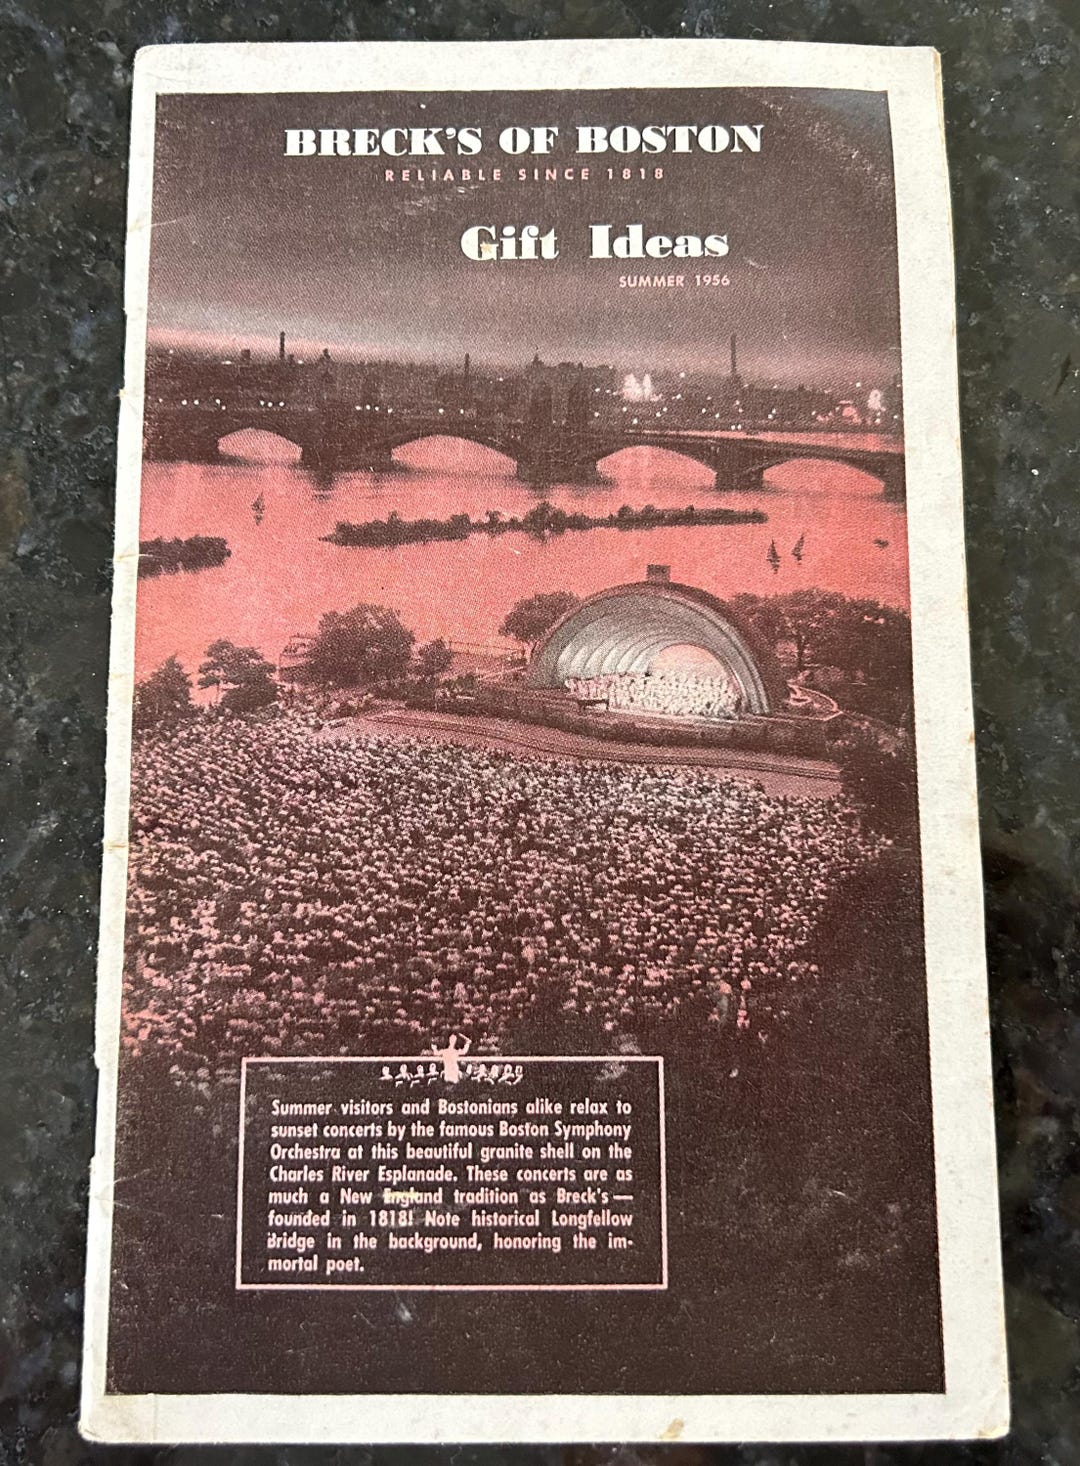 BRECK'S OF BOSTON
RELIABLE SINCE 1818
Gift Ideas
SUMMER 1956
Summer visitors and Bostonians alike relax to
sunset concerts by the famous Boston Symphony
Orchestra at this beautiful granite shell on the
Charles River Esplanade. These concerts are as
much a New England tradition as Breck's —
founded in 1818! Note historical Longfellow
Bridge in the background, honoring the im-
mortal poet.